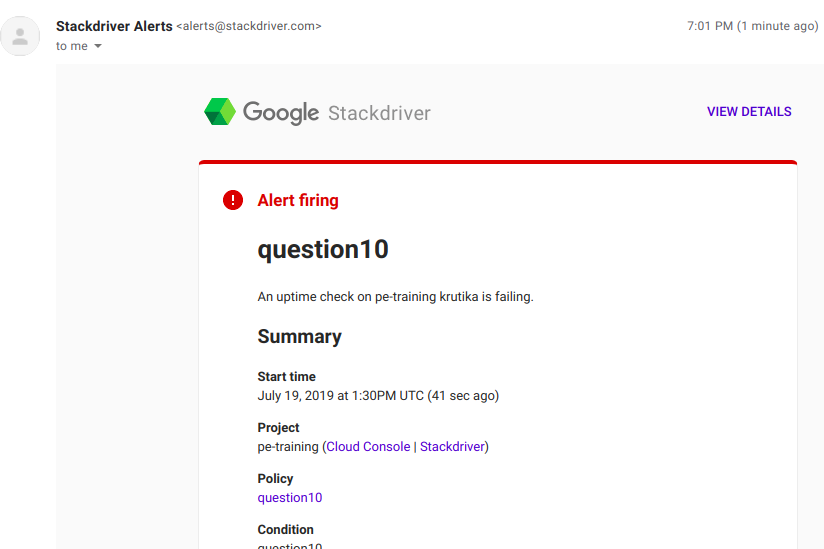 Stackdriver Alerts <alerts@stackdriver.com>
7:01 PM (1 minute ago)
to me
Google Stackdriver
VIEW DETAILS
Alert firing
question10
An uptime check on pe-training krutika is failing.
Summary
Start time
July 19, 2019 at 1:30PM UTC (41 sec ago)
Project
pe-training (Cloud Console | Stackdriver)
Policy
question10
Condition
question10